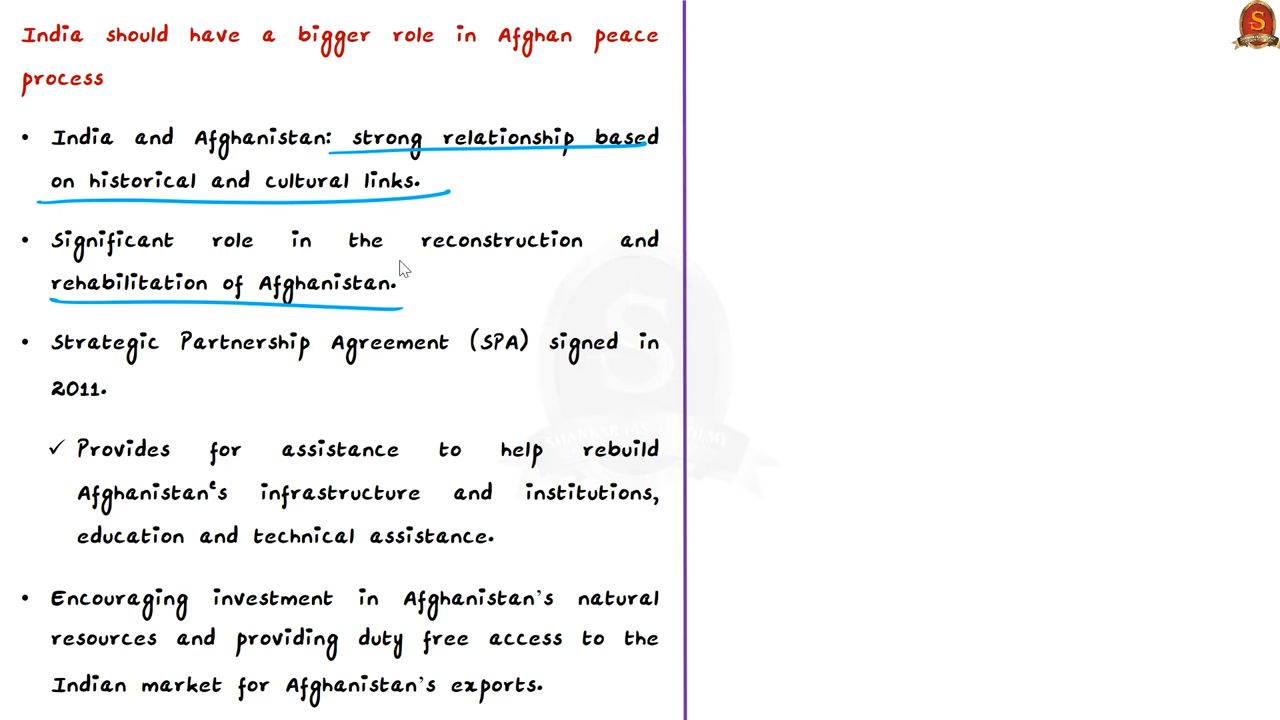 India should have a bigger role in Afghan peace
process
• India and Afghanistan: strong relationship based
on historical and cultural links.
• Significant role in the reconstruction and
rehabilitation of Afghanistan.
• Strategic Partnership Agreement (SPA) signed in
2011.
✓ Provides for assistance to help rebuild
Afghanistan‘s infrastructure and institutions,
education and technical assistance.
• Encouraging investment in Afghanistan’s natural
resources and providing duty free access to the
Indian market for Afghanistan’s exports.
S
SHANKAR IAS ACADEMY
S